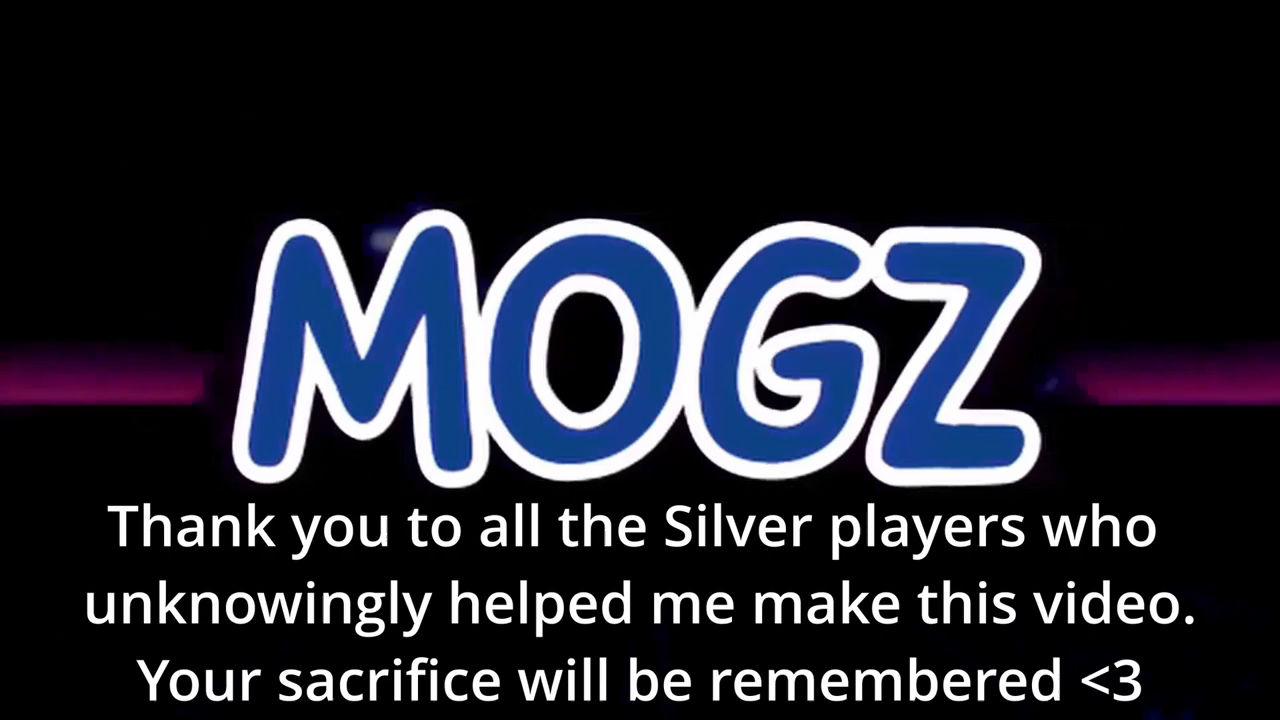 MOGZ
Thank you to all the Silver players who
unknowingly helped me make this video.
Your sacrifice will be remembered <3